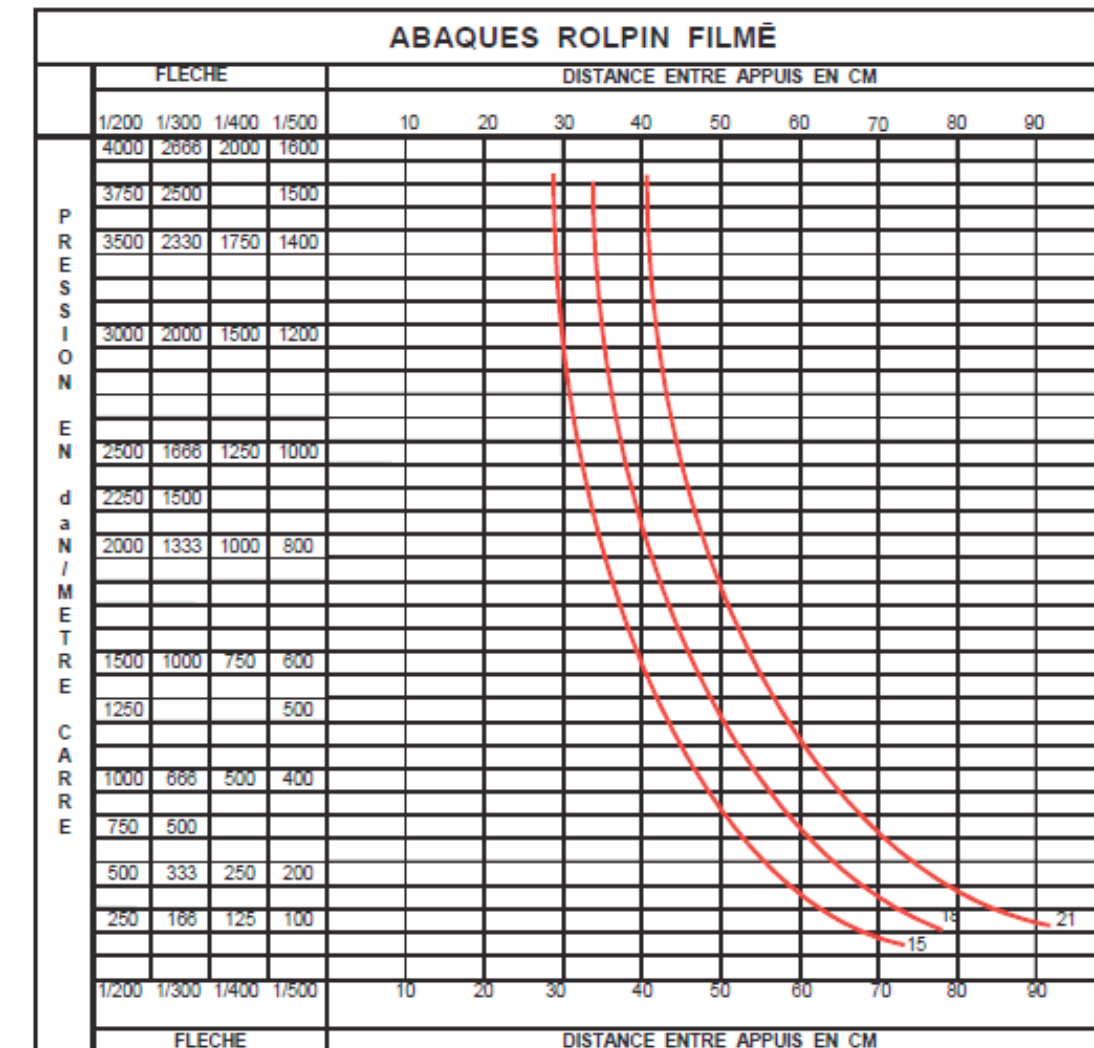 ABAQUES ROLPIN FILMĒ
FLECHE DISTANCE ENTRE APPUIS EN CM
1/200 1/300 1/400 1/500 10 20 30 40 50 60 70 80 90
PRESSION EN daN/METRE CARRE
4000 2666 2000 1600
3750 2500 1500
3500 2330 1750 1400
3000 2000 1500 1200
2500 1666 1250 1000
2250 1500
2000 1333 1000 800
1500 1000 750 600
1250 500
1000 666 500 400
750 500
500 333 250 200
250 166 125 100 18 21
15
1/200 1/300 1/400 1/500 10 20 30 40 50 60 70 80 90
FLECHE DISTANCE ENTRE APPUIS EN CM